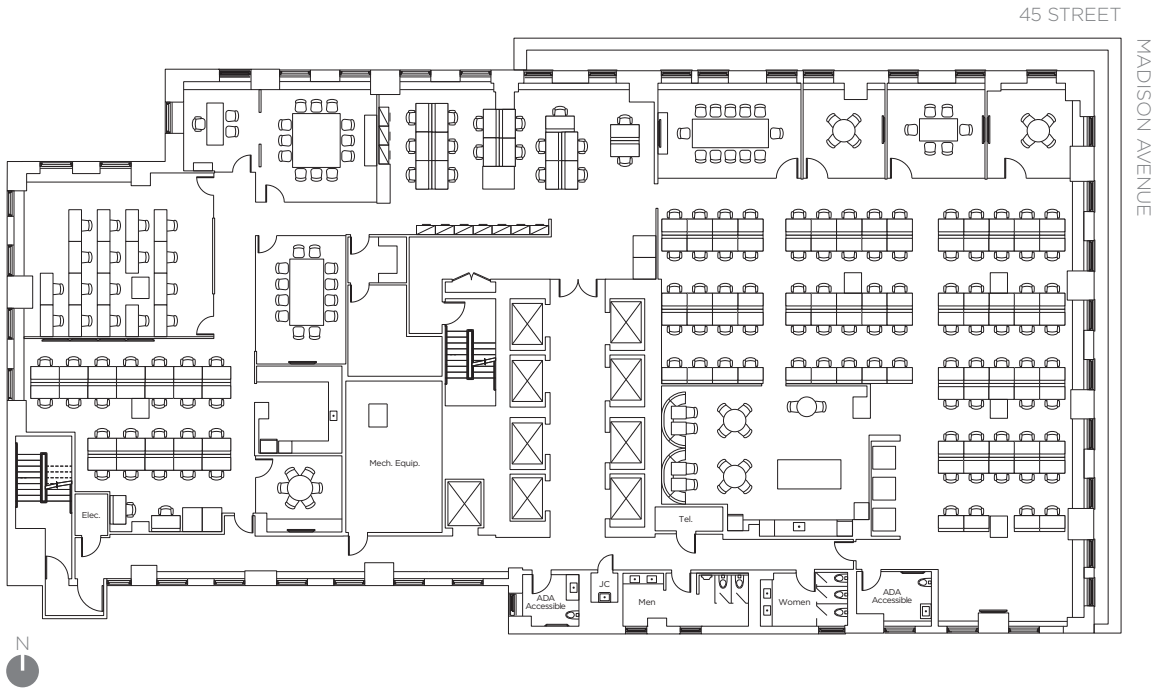 45 STREET
MADISON AVENUE
Mech. Equip.
Elec.
Tel.
ADA
Accessible
JC
Men
Women
ADA
Accessible
N